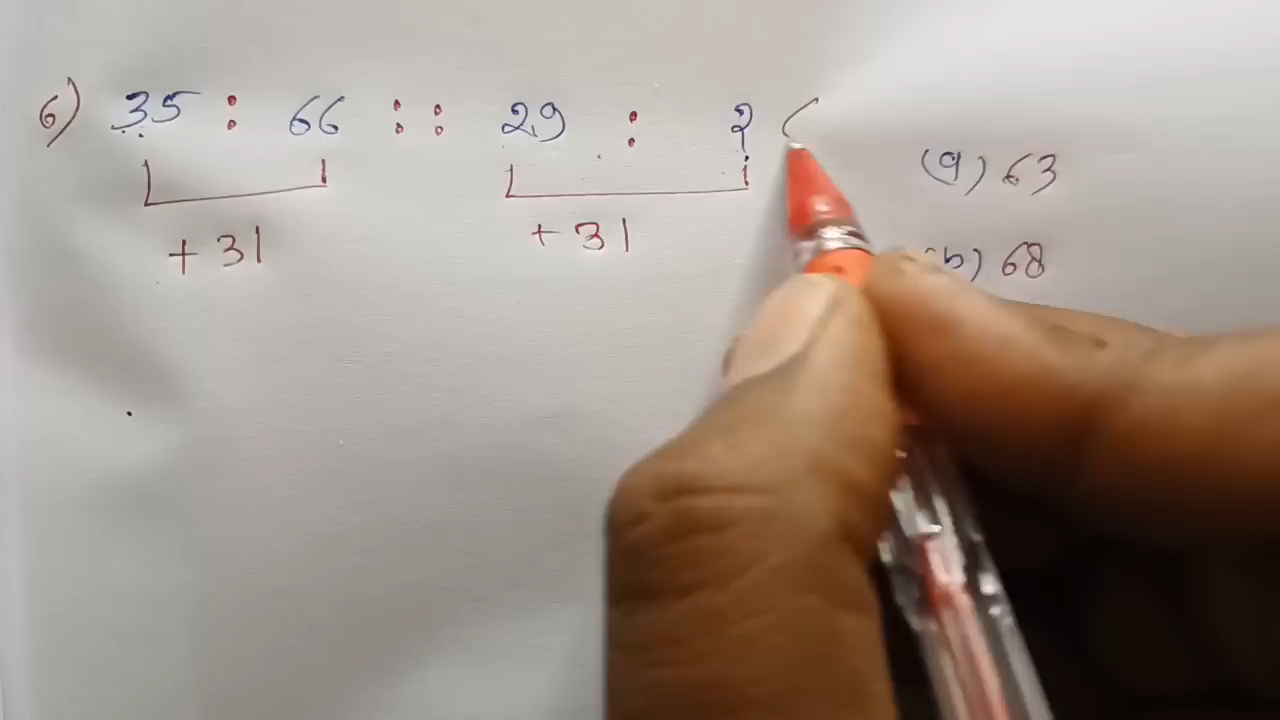 6) 35 : 66 :: 29 : ? (
+31 +31
(a) 63
(b) 68